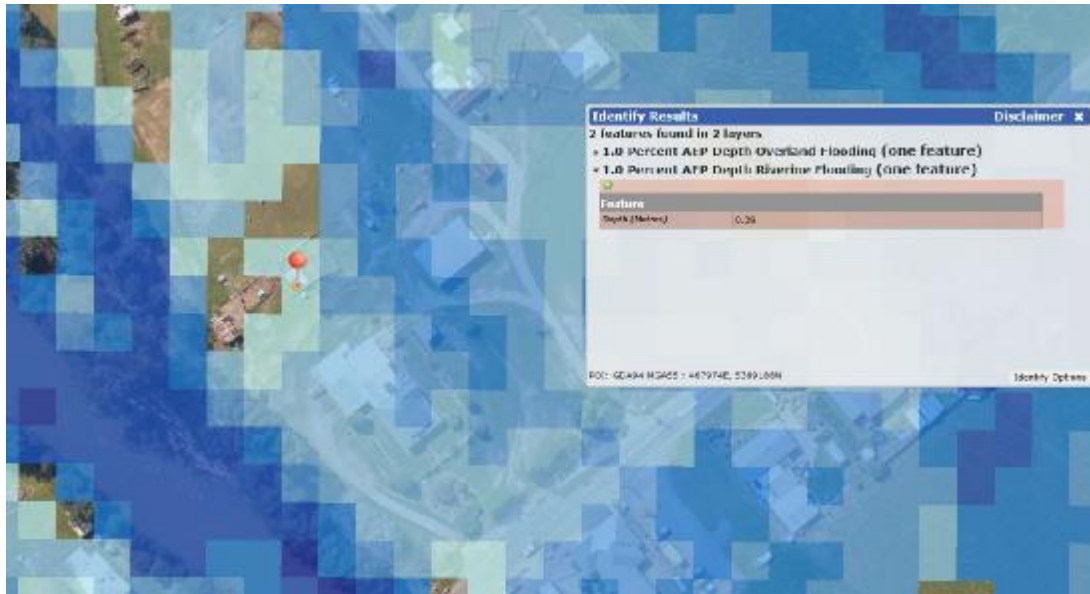 Identify Results Disclaimer ✖
2 features found in 2 layers
1.0 Percent AEP Depth Overland Flooding (one feature)
1.0 Percent AEP Depth Riverine Flooding (one feature)
Feature
Depth (Metres)
Identify Options